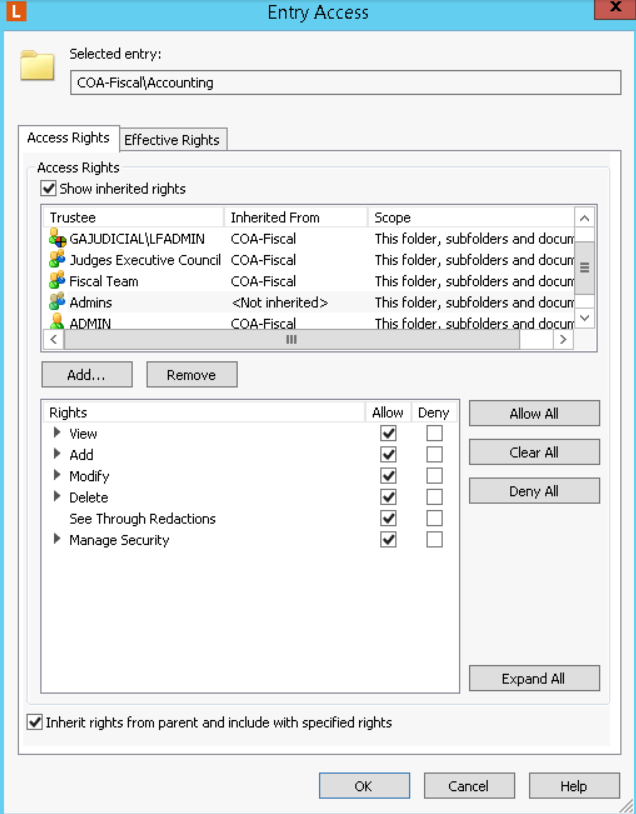 L Entry Access x
Selected entry:
COA-Fiscal\Accounting
Access Rights Effective Rights
Access Rights
Show inherited rights
Trustee Inherited From Scope
GAJUDICIAL\LFADMIN COA-Fiscal This folder, subfolders and docum
Judges Executive Council COA-Fiscal This folder, subfolders and docum
Fiscal Team COA-Fiscal This folder, subfolders and docum
Admins <Not inherited> This folder, subfolders and docum
ADMIN COA-Fiscal This folder, subfolders and docum
Add... Remove
Rights Allow Deny Allow All
View
Add Clear All
Modify
Delete Deny All
See Through Redactions
Manage Security
Expand All
Inherit rights from parent and include with specified rights
OK Cancel Help